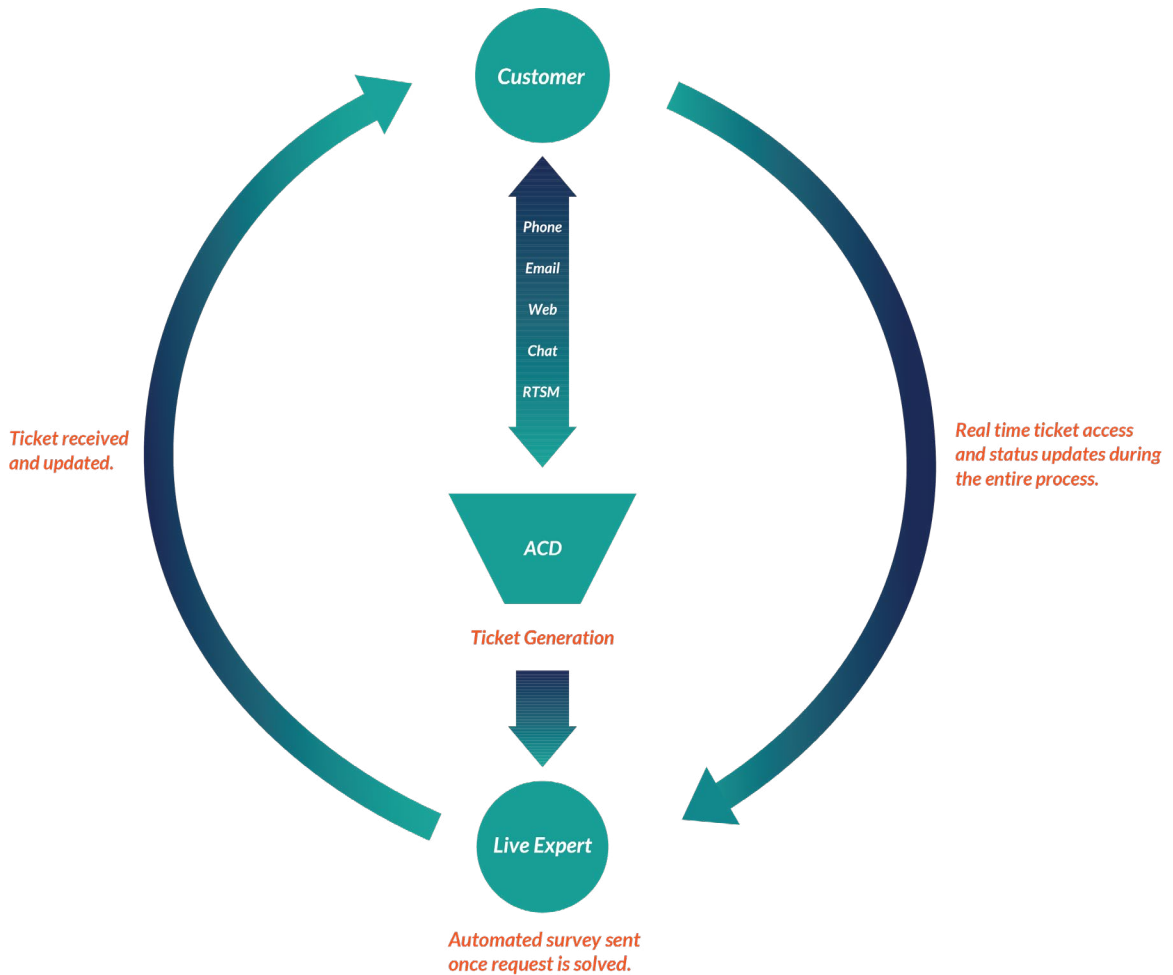 Customer
Phone
Email
Web
Chat
RTSM
Ticket received
and updated.
Real time ticket access
and status updates during
the entire process.
ACD
Ticket Generation
Live Expert
Automated survey sent
once request is solved.